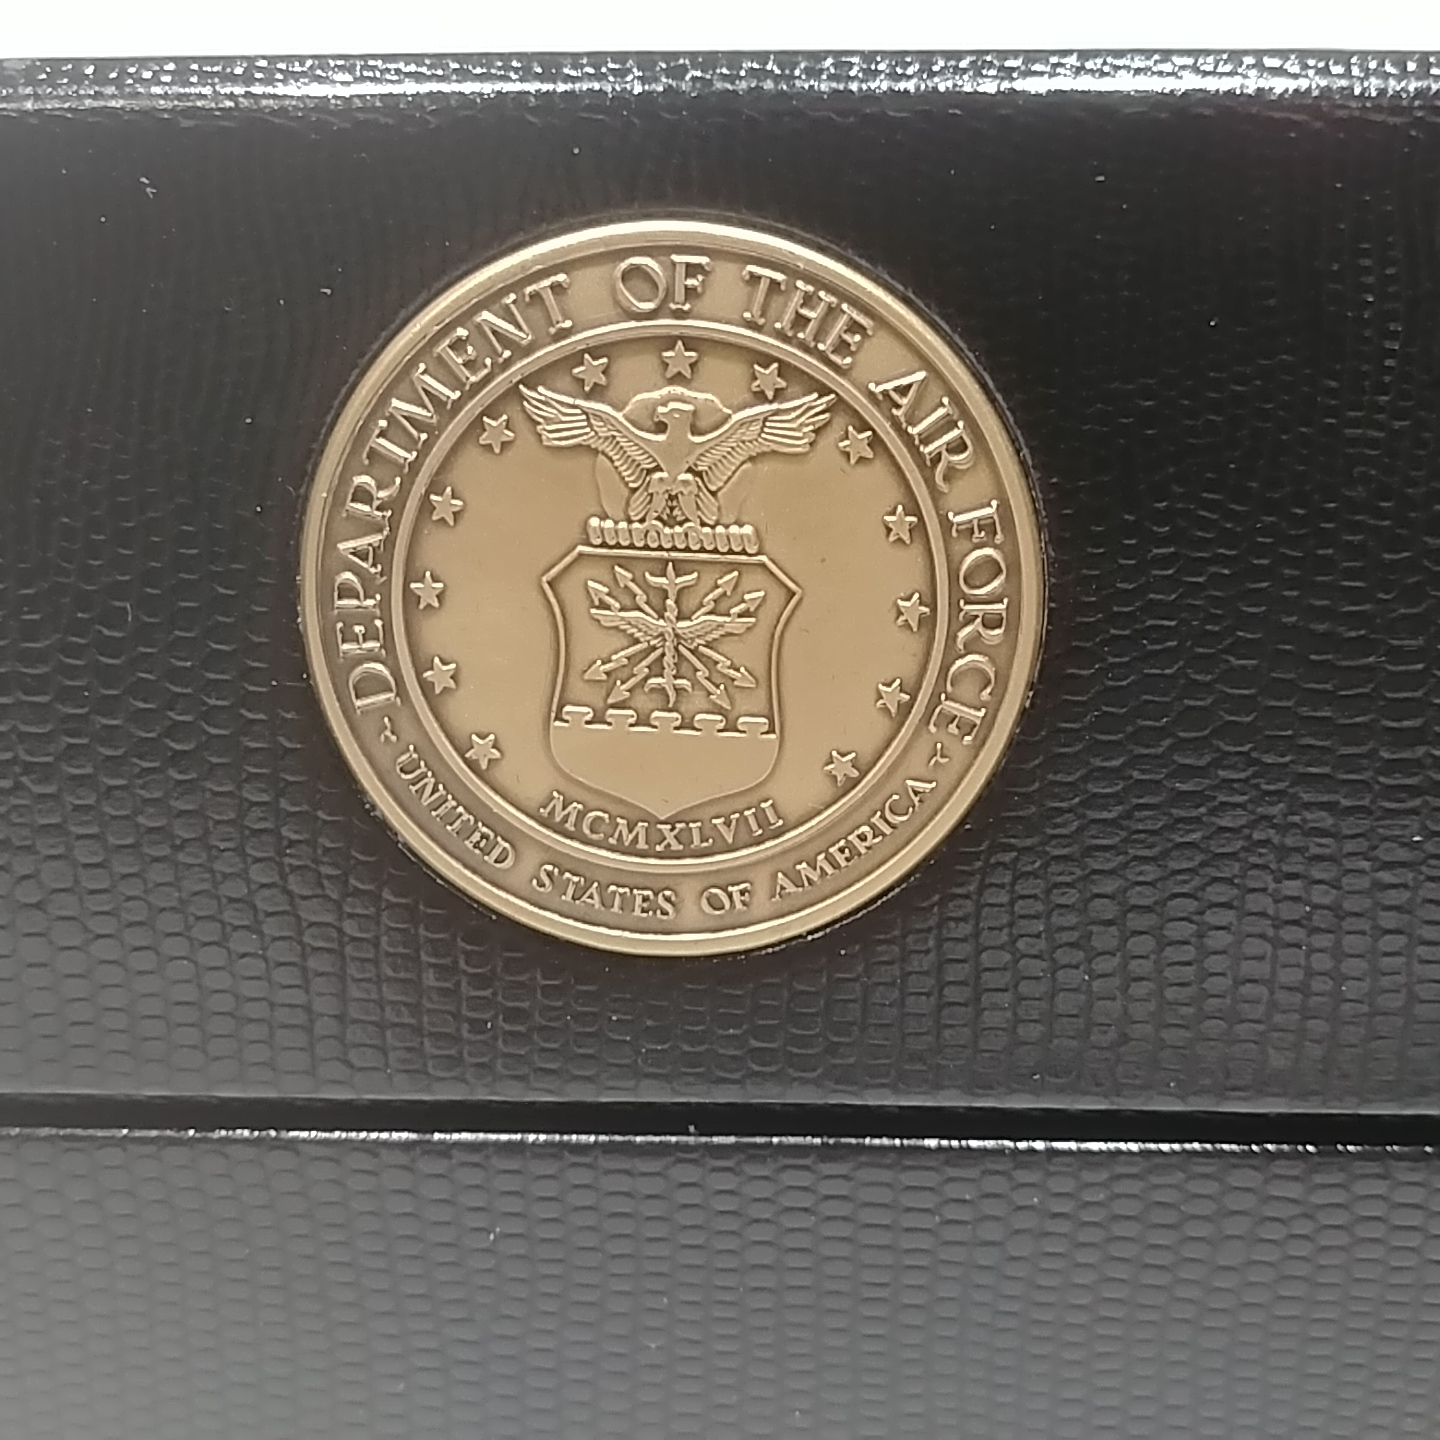 DEPARTMENT OF THE AIR FORCE
MCMXLVII
UNITED STATES OF AMERICA